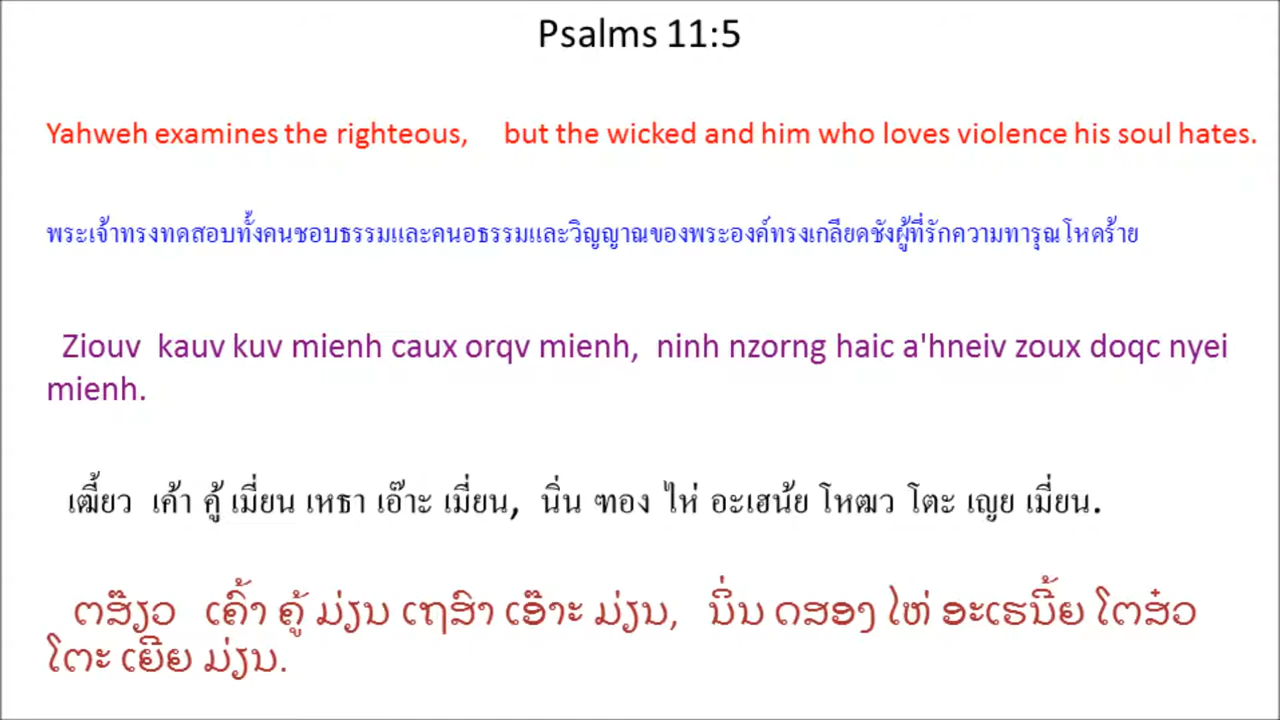 Psalms 11:5
Yahweh examines the righteous, but the wicked and him who loves violence his soul hates.
พระเจ้าทรงทดสอบทั้งคนชอบธรรมและคนอธรรมและวิญญาณของพระองค์ทรงเกลียดชังผู้ที่รักความทารุณโหดร้าย
Ziouv kauv kuv mienh caux orqv mienh, ninh nzorng haic a'hneiv zoux doqc nyei
mienh.
เฒี้ยว เค้า คู้ เมี่ยน เหธา เอ๊าะ เมี่ยน, นิ่น ฑอง ไห่ อะเฮนั้ย โหฒว โตะ เญย เมี่ยน.
ຕສ໊ຽວ ເຄົ້າ ຄູ້ ມ່ຽນ ເຖສົາ ເອ໊າະ ມ່ຽນ, ນິ່ນ ດສອງ ໄຫ່ ອະເຮນີ້ຍ ໂຕສ໋ວ
ໂຕະ ເຍີຍ ມ່ຽນ.